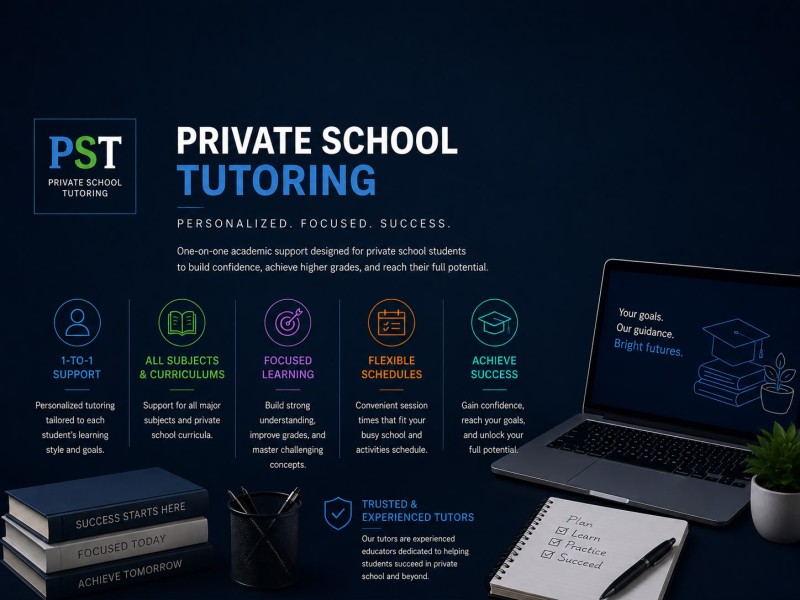 PST
PRIVATE SCHOOL
TUTORING
PRIVATE SCHOOL
TUTORING
PERSONALIZED. FOCUSED. SUCCESS.
One-on-one academic support designed for private school students
to build confidence, achieve higher grades, and reach their full potential.
1-TO-1
SUPPORT
Personalized tutoring
tailored to each
student's learning
style and goals.
ALL SUBJECTS
& CURRICULUMS
Support for all major
subjects and private
school curricula.
FOCUSED
LEARNING
Build strong
understanding,
improve grades, and
master challenging
concepts.
FLEXIBLE
SCHEDULES
Convenient session
times that fit your
busy school and
activities schedule.
ACHIEVE
SUCCESS
Gain confidence,
reach your goals,
and unlock your
full potential.
Your goals.
Our guidance.
Bright futures.
SUCCESS STARTS HERE
FOCUSED TODAY
ACHIEVE TOMORROW
TRUSTED &
EXPERIENCED TUTORS
Our tutors are experienced
educators dedicated to helping
students succeed in private
school and beyond.
Plan
Learn
Practice
Succeed